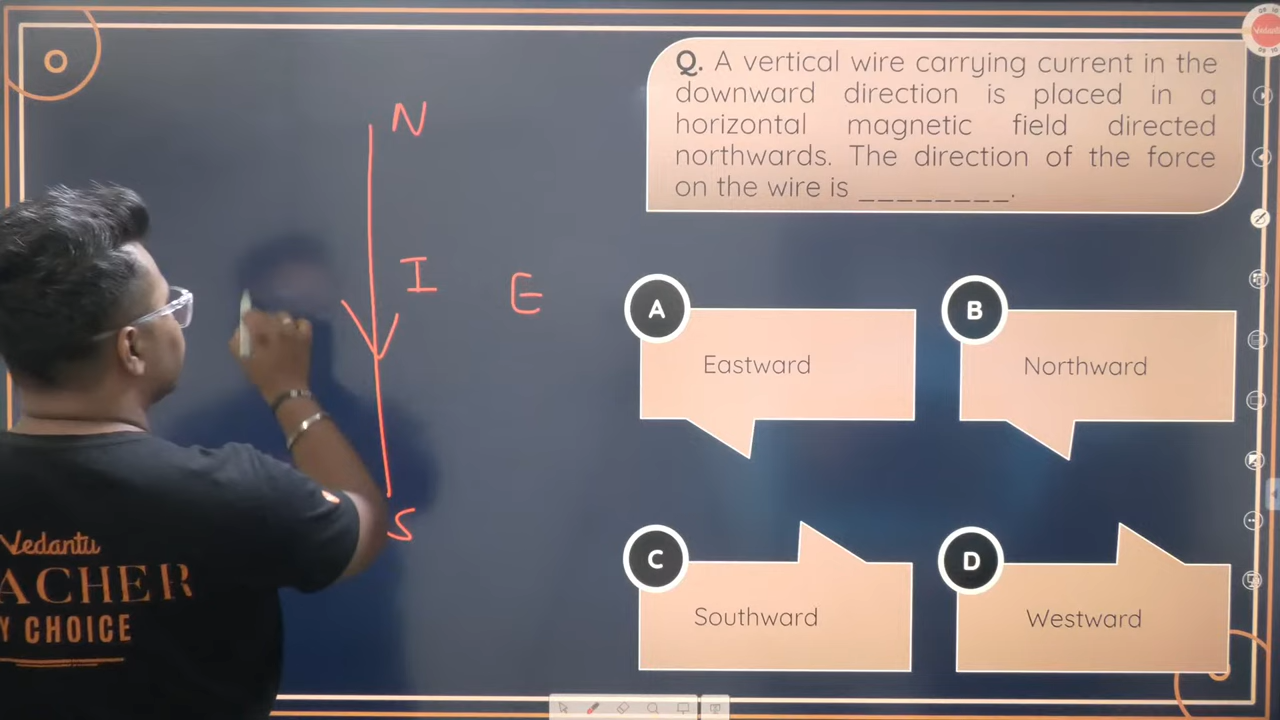 Q. A vertical wire carrying current in the
downward direction is placed in a
horizontal magnetic field directed
northwards. The direction of the force
on the wire is ________.
N
I
E
S
A
Eastward
B
Northward
C
Southward
D
Westward
Vedantu
ACHER
Y CHOICE
Vedantu